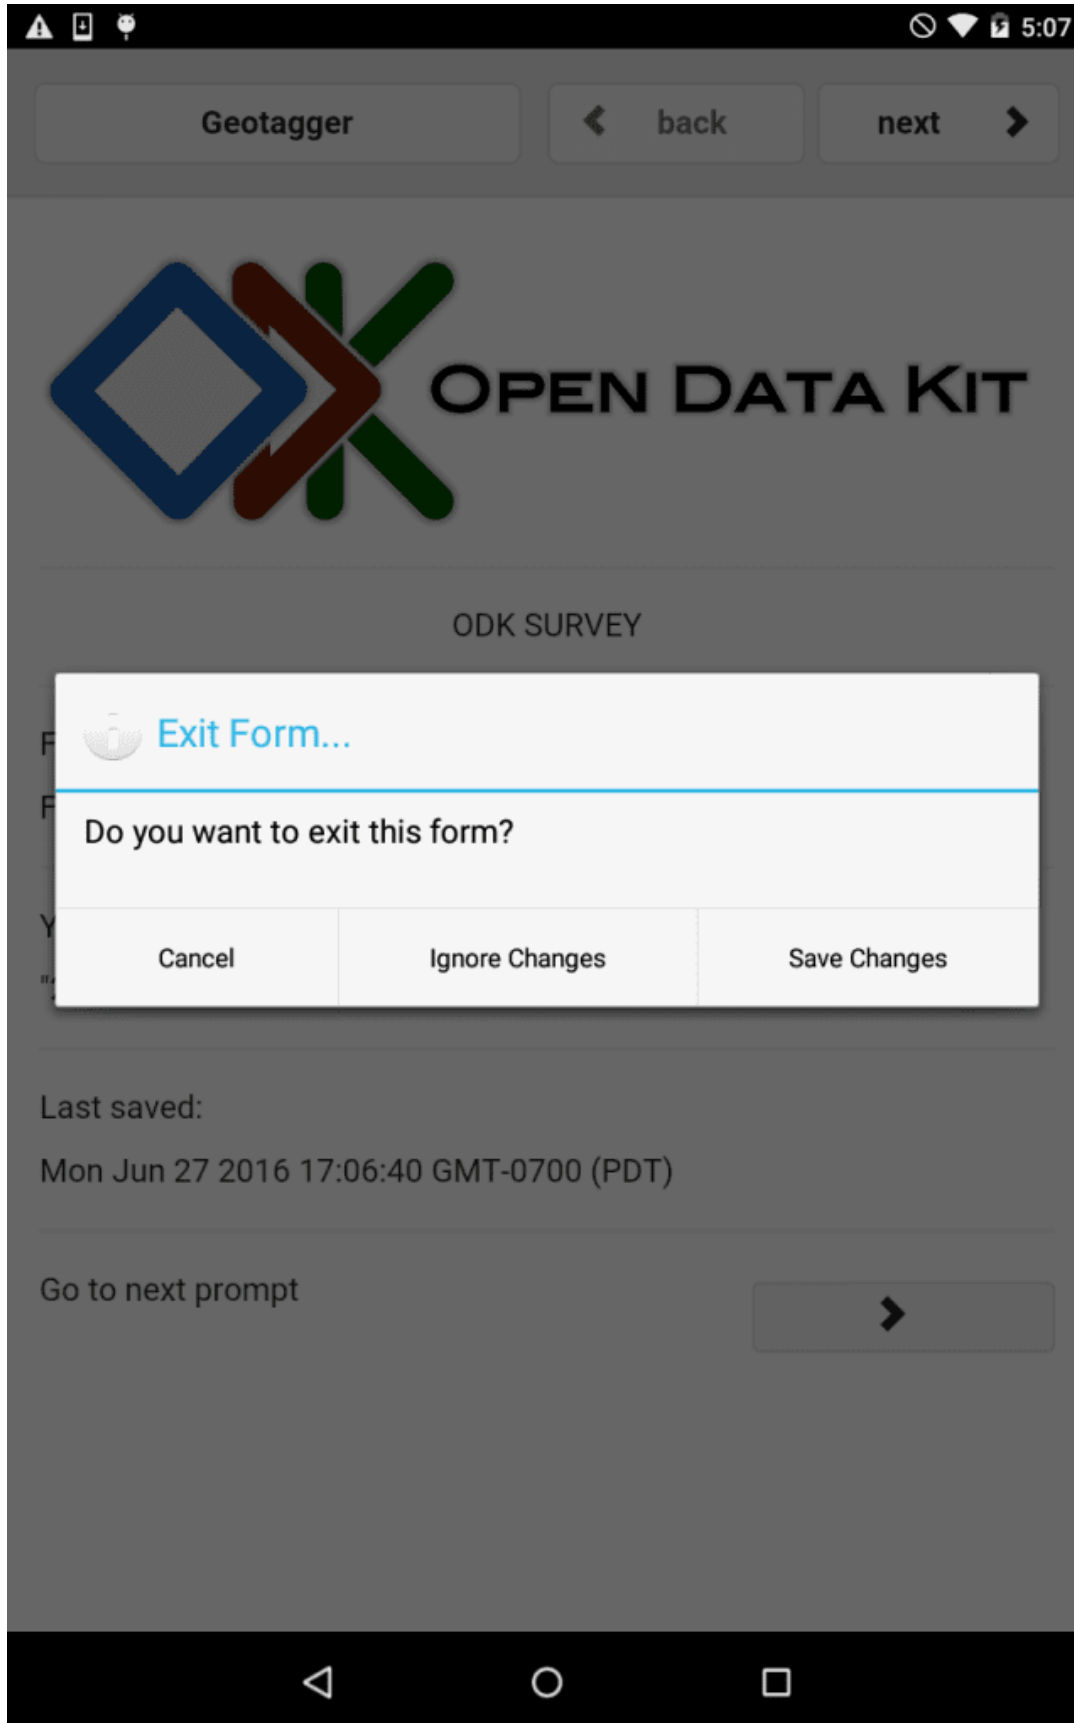 5:07
Geotagger
back
next
OPEN DATA KIT
ODK SURVEY
Exit Form...
Do you want to exit this form?
Cancel
Ignore Changes
Save Changes
Last saved:
Mon Jun 27 2016 17:06:40 GMT-0700 (PDT)
Go to next prompt